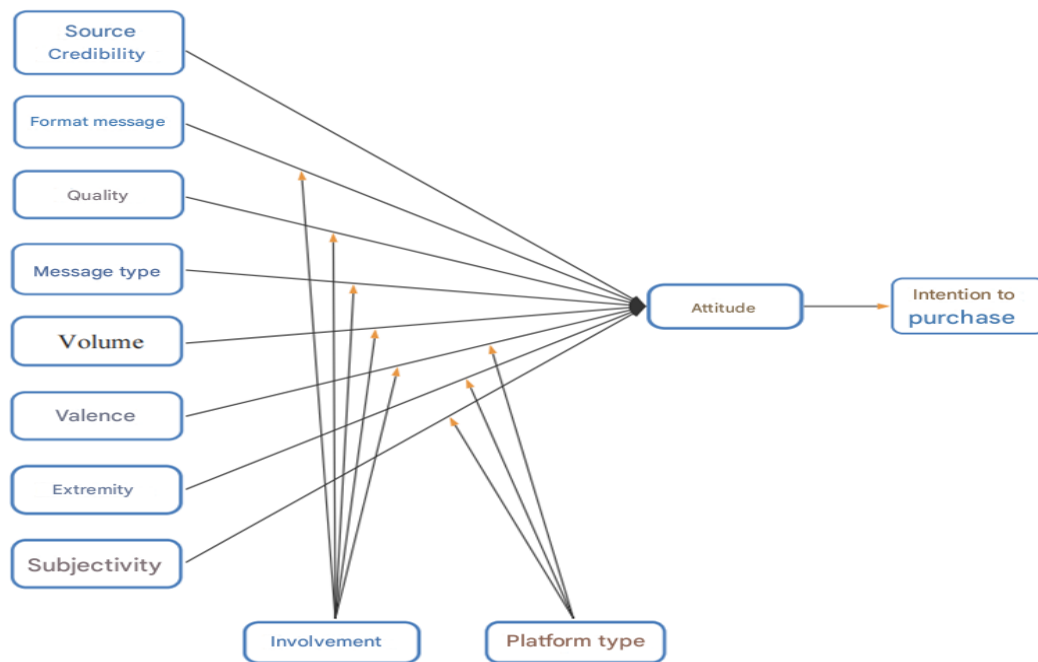 Source
Credibility
Format message
Quality
Message type
Volume
Valence
Extremity
Subjectivity
Attitude
Intention to
purchase
Involvement
Platform type